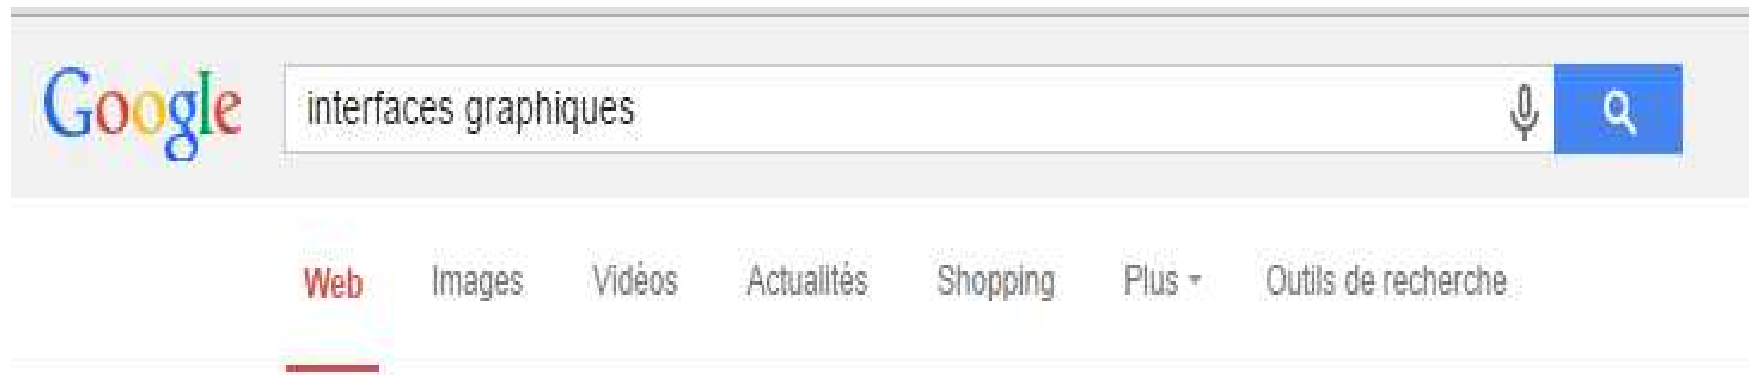 Google interfaces graphiques
Web Images Vidéos Actualités Shopping Plus Outils de recherche